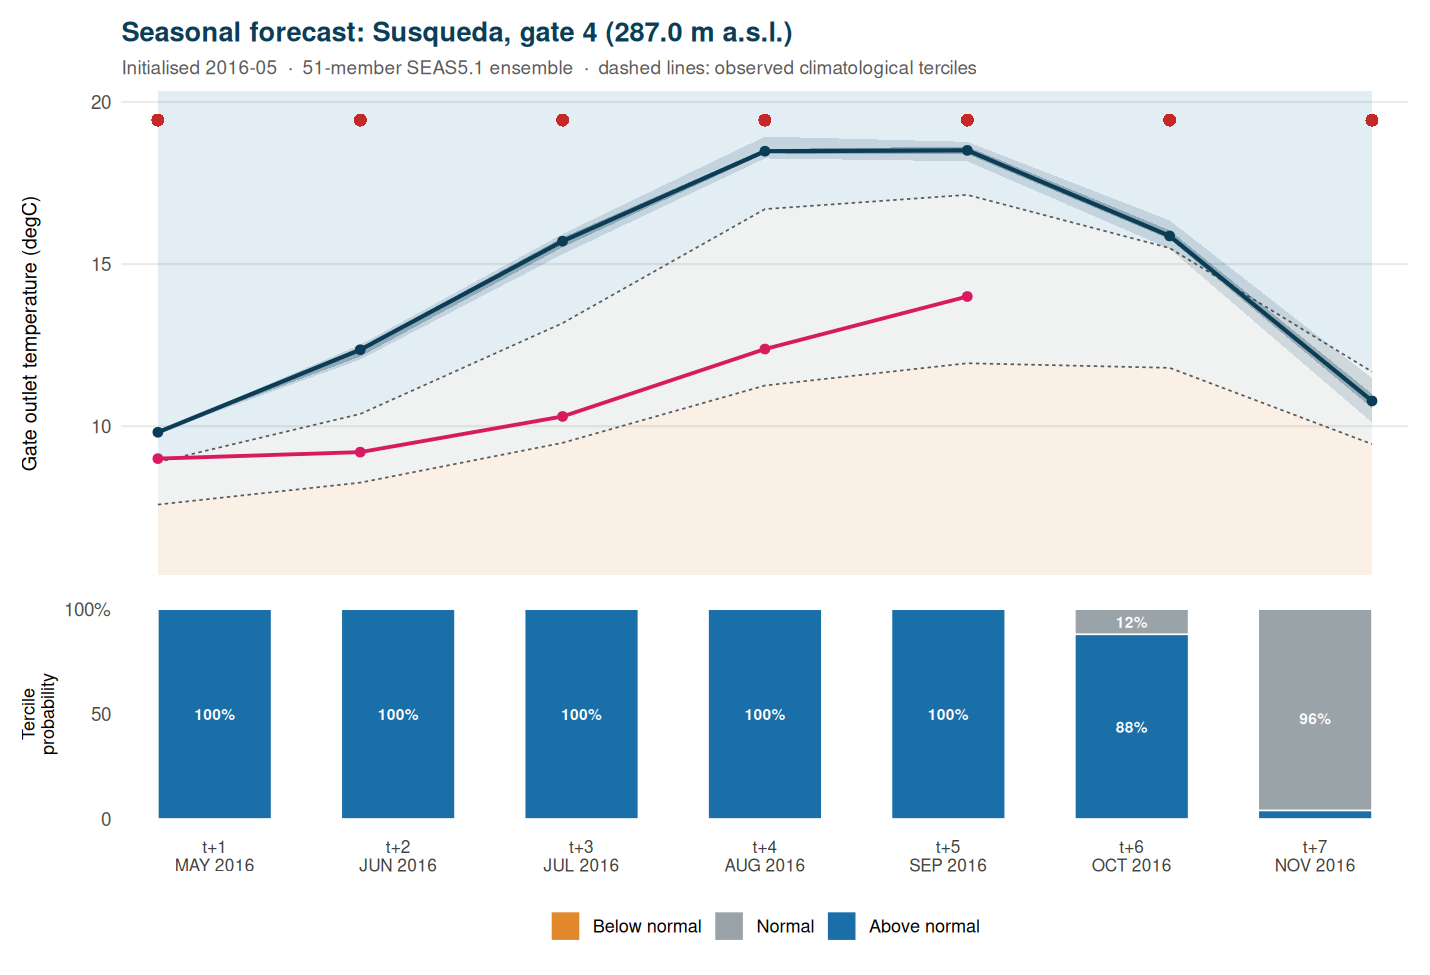 Seasonal forecast: Susqueda, gate 4 (287.0 m a.s.l.)
Initialised 2016-05 · 51-member SEAS5.1 ensemble · dashed lines: observed climatological terciles
Gate outlet temperature (degC)
20
15
10
Tercile
probability
100%
50
0
100%
100%
100%
100%
100%
12%
88%
96%
t+1
MAY 2016
t+2
JUN 2016
t+3
JUL 2016
t+4
AUG 2016
t+5
SEP 2016
t+6
OCT 2016
t+7
NOV 2016
Below normal
Normal
Above normal